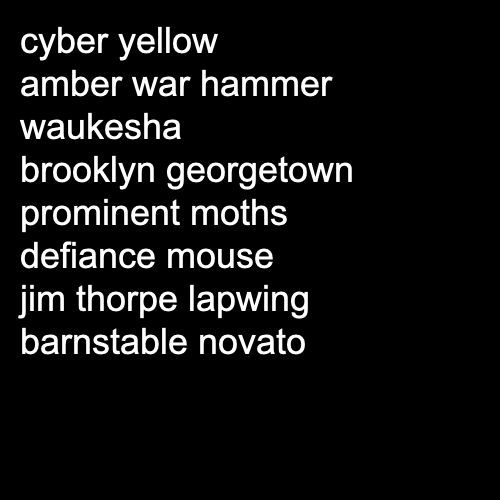 cyber yellow
amber war hammer
waukesha
brooklyn georgetown
prominent moths
defiance mouse
jim thorpe lapwing
barnstable novato